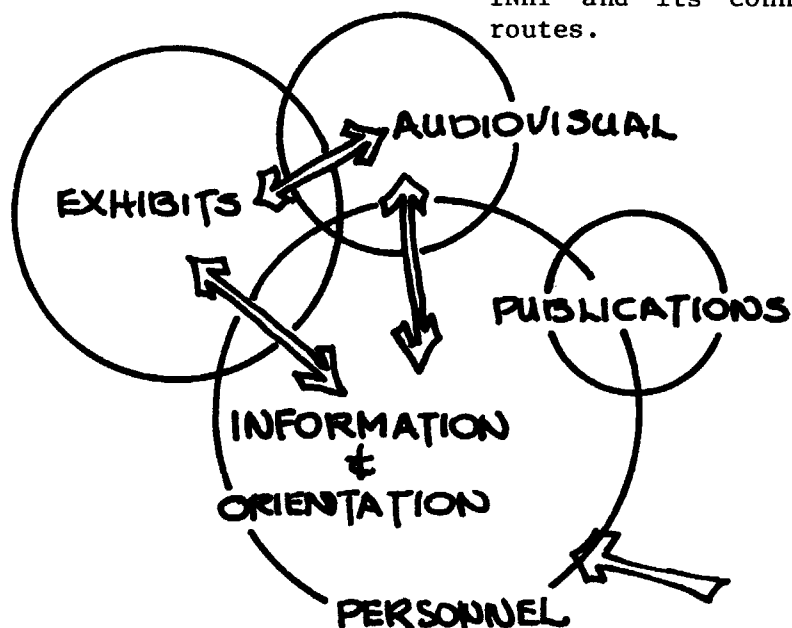 routes.
AUDIOVISUAL
EXHIBITS
PUBLICATIONS
INFORMATION
&
ORIENTATION
PERSONNEL